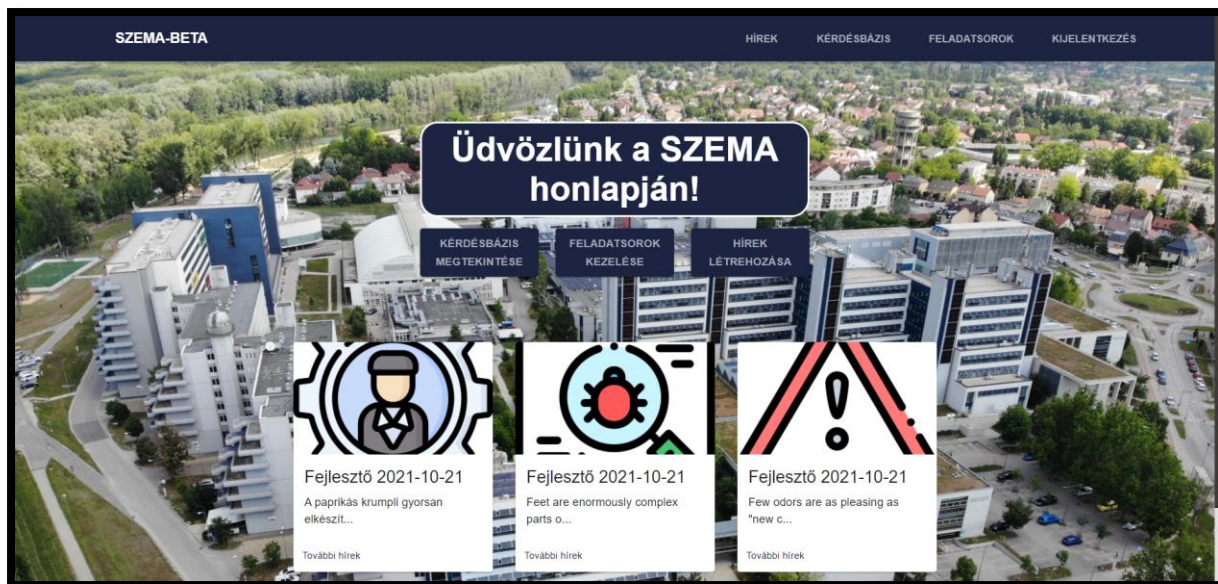 SZEMA-BETA
HÍREK KÉRDÉSBÁZIS FELADATSOROK KIJELENTKEZÉS
Üdvözlünk a SZEMA
honlapján!
KÉRDÉSBÁZIS
MEGTEKINTÉSE
FELADATSOROK
KEZELÉSE
HÍREK
LÉTREHOZÁSA
Fejlesztő 2021-10-21
A paprikás krumpli gyorsan
elkészít...
További hírek
Fejlesztő 2021-10-21
Feet are enormously complex
parts o...
További hírek
Fejlesztő 2021-10-21
Few odors are as pleasing as
"new c...
További hírek